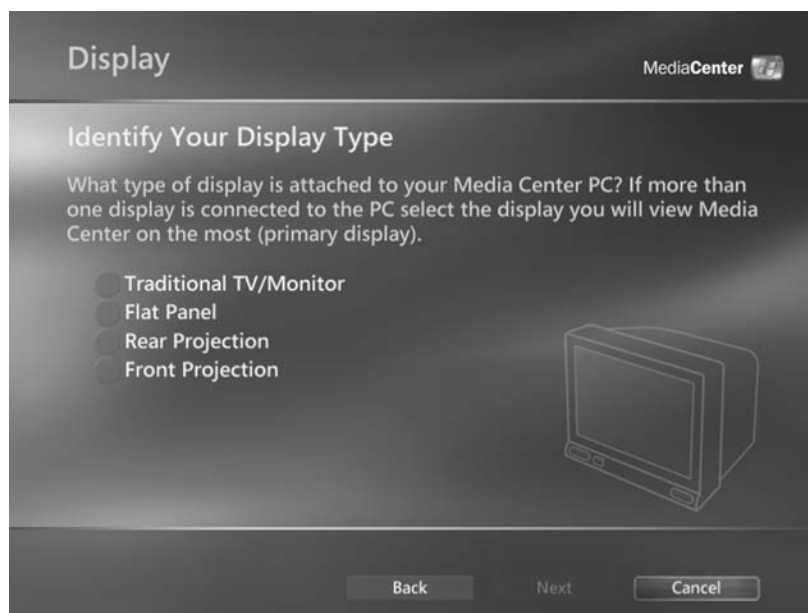 Display
MediaCenter
Identify Your Display Type
What type of display is attached to your Media Center PC? If more than
one display is connected to the PC select the display you will view Media
Center on the most (primary display).
Traditional TV/Monitor
Flat Panel
Rear Projection
Front Projection
Back Next Cancel